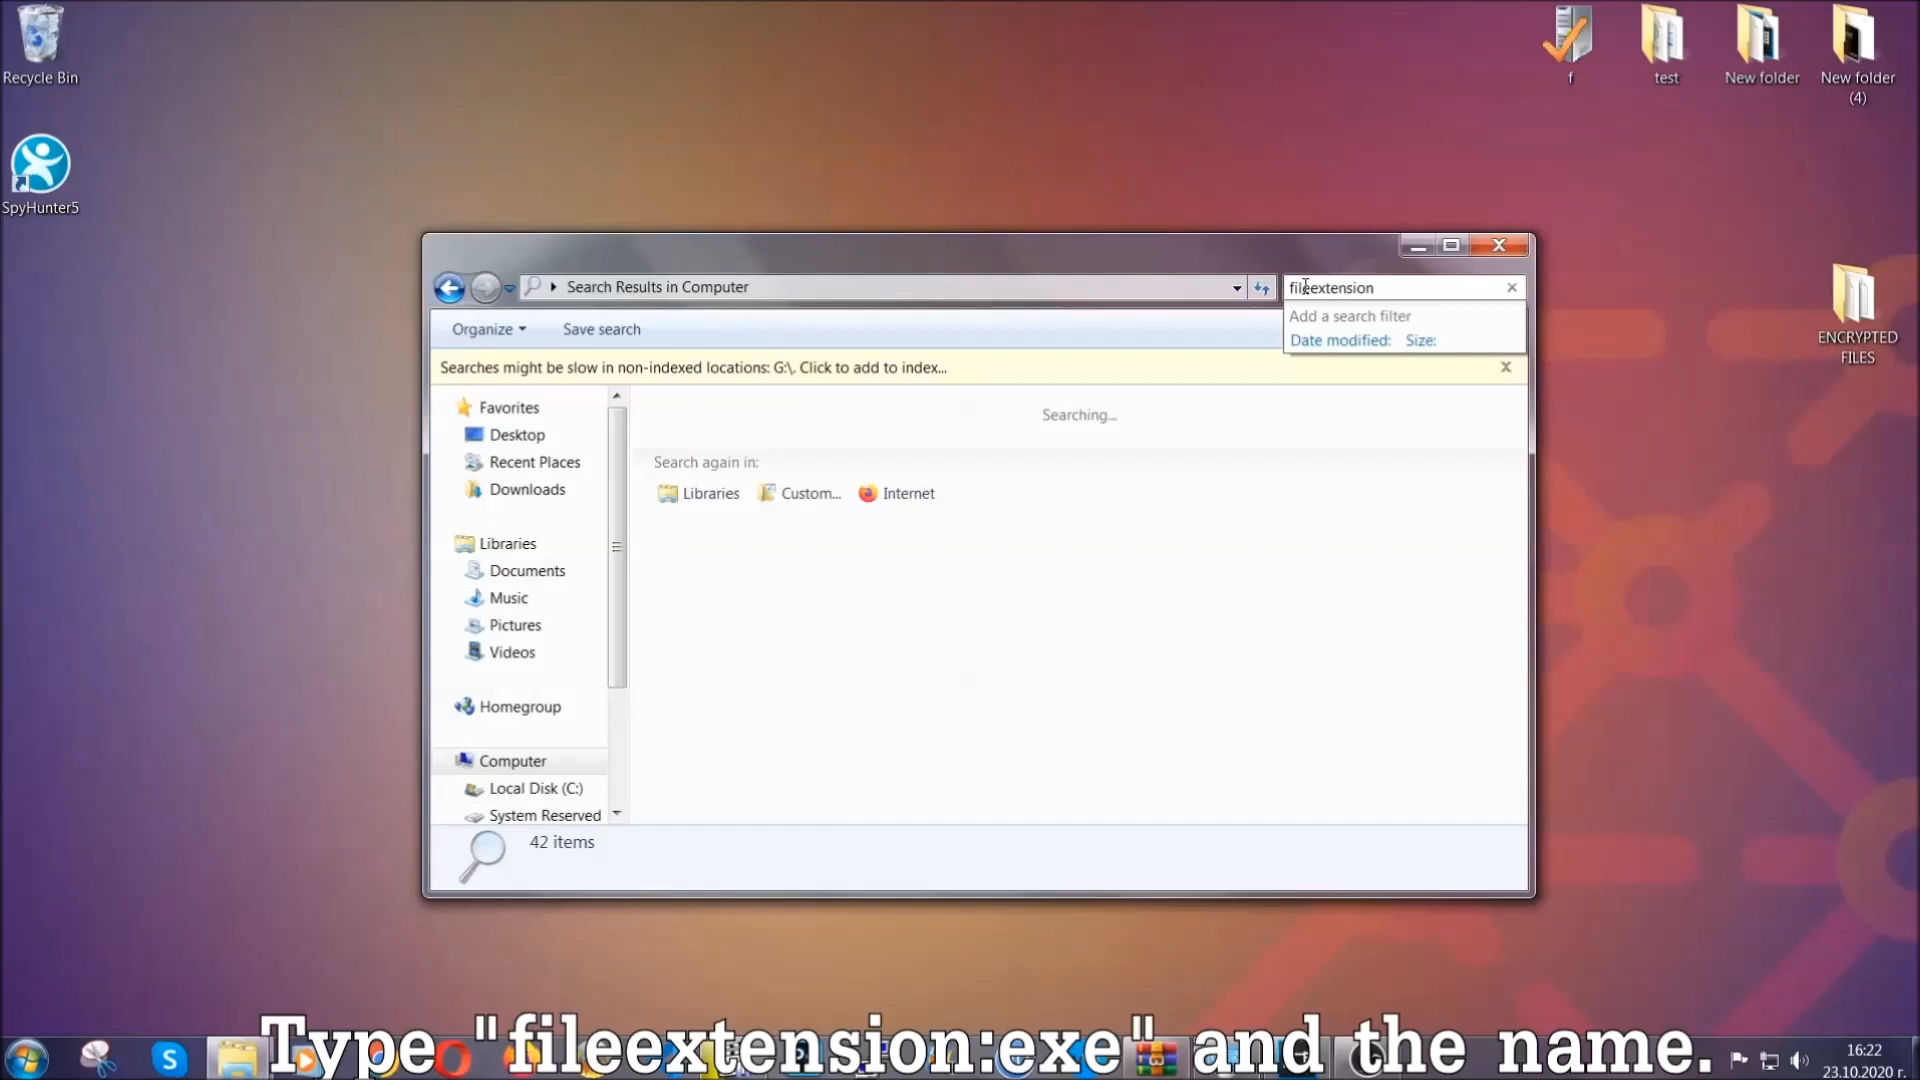 Recycle Bin
SpyHunter5
f
test
New folder
New folder
(4)
ENCRYPTED
FILES
Search Results in Computer
fileextension
Add a search filter
Date modified: Size:
Organize
Save search
Searches might be slow in non-indexed locations: G:\. Click to add to index...
Favorites
Desktop
Recent Places
Downloads
Libraries
Documents
Music
Pictures
Videos
Homegroup
Computer
Local Disk (C:)
System Reserved
Searching...
Search again in:
Libraries
Custom...
Internet
42 items
Type "fileextension:exe" and the name.
16:22
23.10.2020 г.